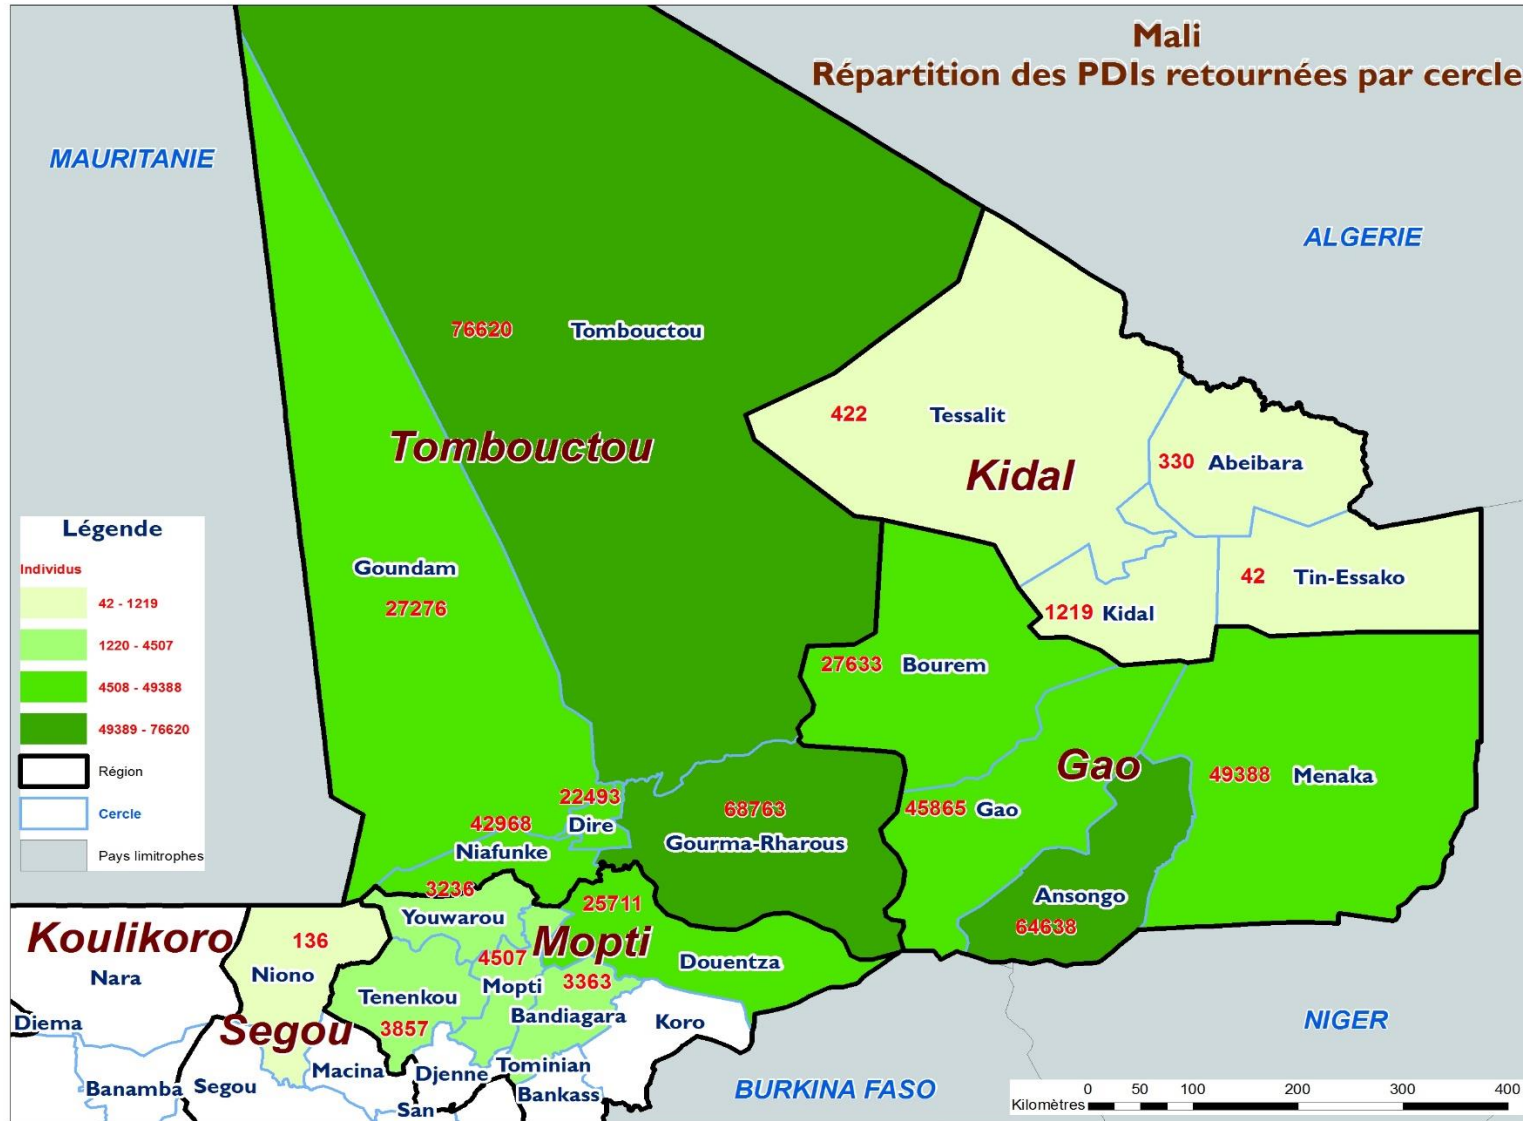 Mali
Répartition des PDIs retournées par cercle
MAURITANIE
ALGERIE
76620 Tombouctou
422 Tessalit
Tombouctou
330 Abeibara
Kidal
Légende
Individus
42 - 1219
1220 - 4507
4508 - 49388
49389 - 76620
Région
Cercle
Pays limitrophes
Goundam
27276
42 Tin-Essako
1219 Kidal
27633 Bourem
Gao
49388 Menaka
22493
Dire
42968
Niafunke
68763
Gourma-Rharous
45865 Gao
Ansongo
64638
3236
Youwarou
25711
Douentza
Koulikoro
Nara
136
Niono
Mopti
4507
Mopti
3363
Bandiagara
Tenenkou
3857
Koro
Diema
Segou
NIGER
Macina
Djenne
Tominian
Banamba
Segou
San
Bankass
BURKINA FASO
0 50 100 200 300 400
Kilomètres